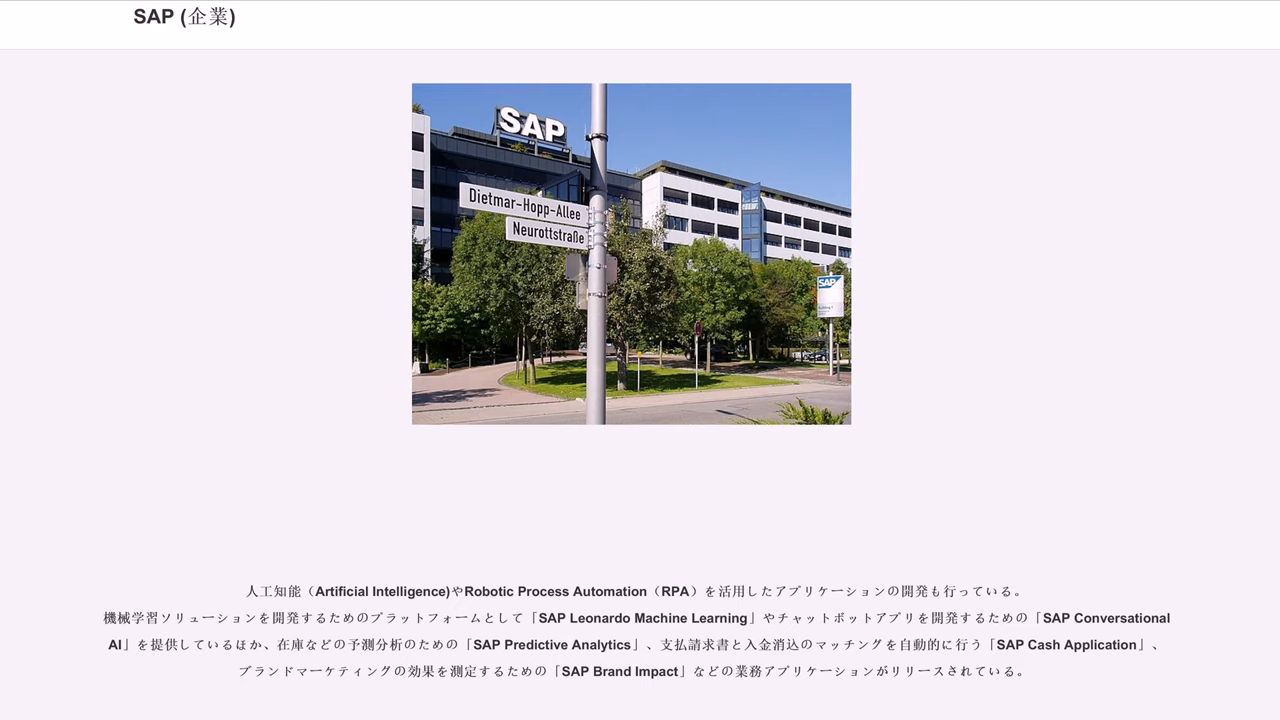 SAP (企業)
SAP
Dietmar-Hopp-Allee
Neurottstraße
SAP
人工知能（Artificial Intelligence)やRobotic Process Automation（RPA）を活用したアプリケーションの開発も行っている。
機械学習ソリューションを開発するためのプラットフォームとして「SAP Leonardo Machine Learning」やチャットボットアプリを開発するための「SAP Conversational
AI」を提供しているほか、在庫などの予測分析のための「SAP Predictive Analytics」、支払請求書と入金消込のマッチングを自動的に行う「SAP Cash Application」、
ブランドマーケティングの効果を測定するための「SAP Brand Impact」などの業務アプリケーションがリリースされている。